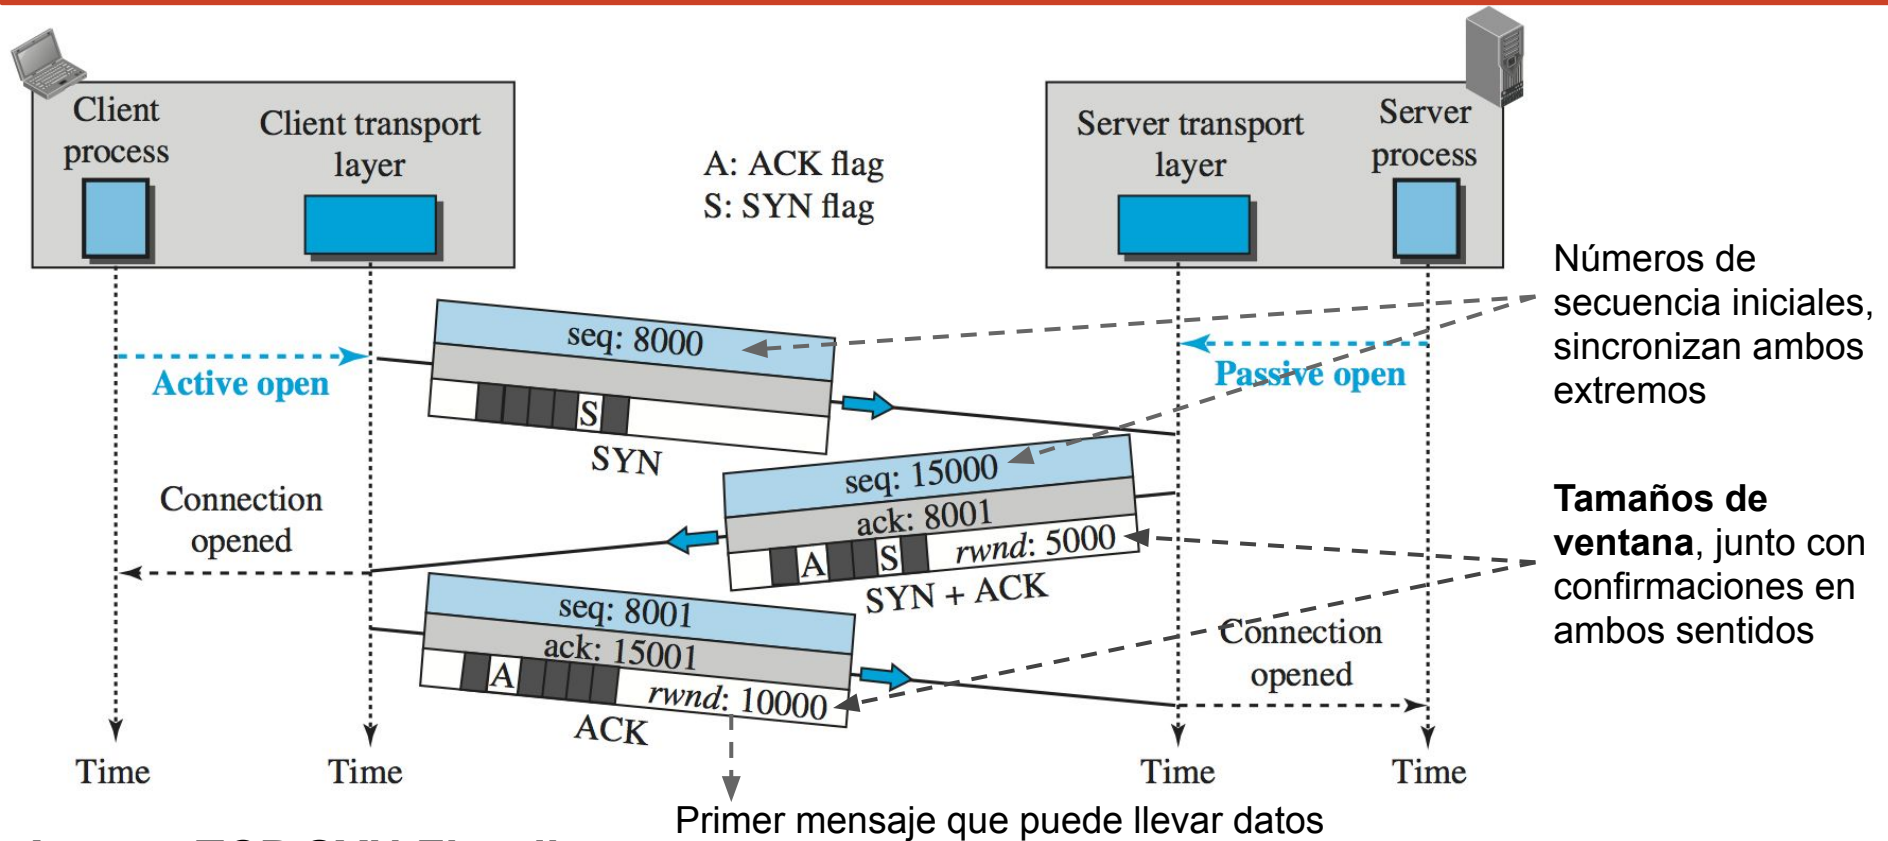 Client
process
Client transport
layer
A: ACK flag
S: SYN flag
Server transport
layer
Server
process
Números de
secuencia iniciales,
sincronizan ambos
extremos
seq: 8000
S
SYN
Active open
Passive open
seq: 15000
ack: 8001
A S rwnd: 5000
SYN + ACK
Connection
opened
Tamaños de
ventana, junto con
confirmaciones en
ambos sentidos
seq: 8001
ack: 15001
A rwnd: 10000
ACK
Connection
opened
Time
Time
Time
Time
Primer mensaje que puede llevar datos